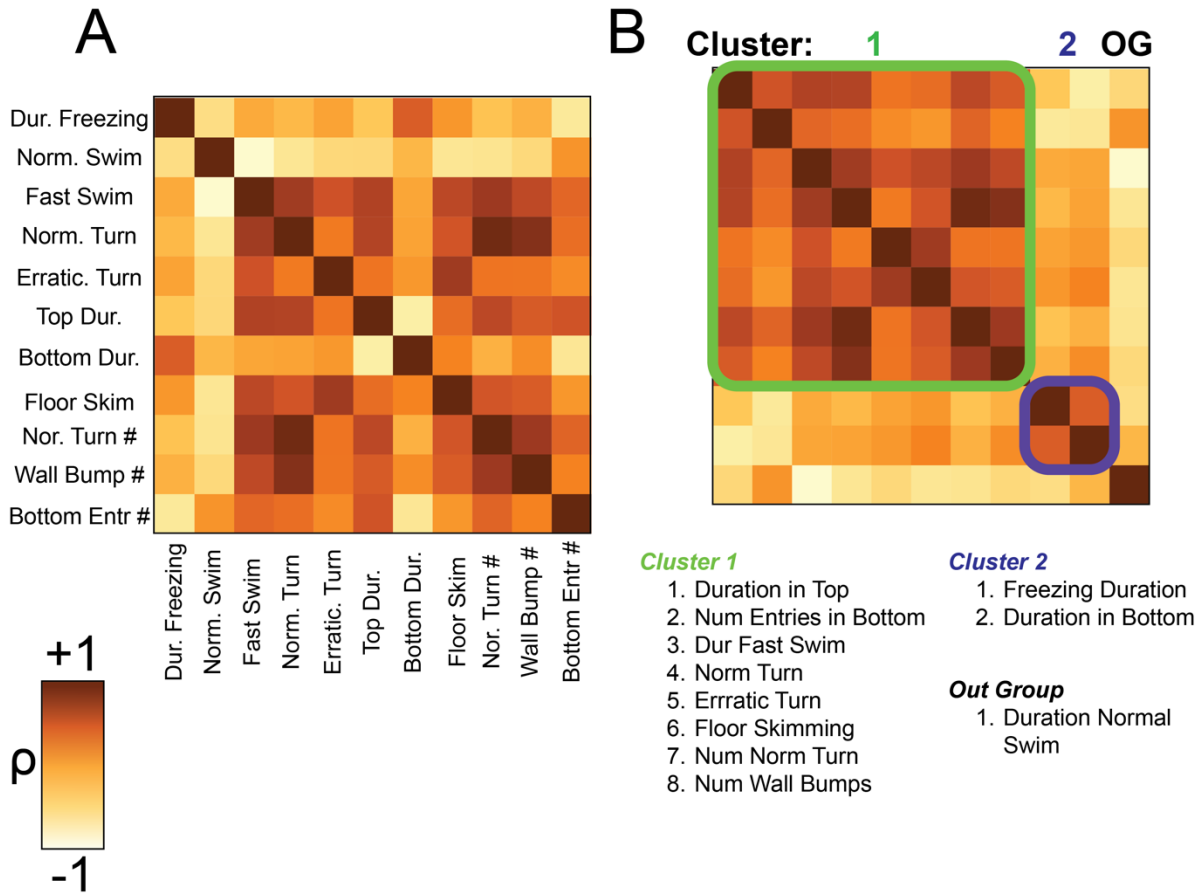 A
Dur. Freezing
Norm. Swim
Fast Swim
Norm. Turn
Erratic. Turn
Top Dur.
Bottom Dur.
Floor Skim
Nor. Turn #
Wall Bump #
Bottom Entr #
Dur. Freezing
Norm. Swim
Fast Swim
Norm. Turn
Erratic. Turn
Top Dur.
Bottom Dur.
Floor Skim
Nor. Turn #
Wall Bump #
Bottom Entr #
+1
ρ
-1
B
Cluster: 1 2 OG
Cluster 1
1. Duration in Top
2. Num Entries in Bottom
3. Dur Fast Swim
4. Norm Turn
5. Errratic Turn
6. Floor Skimming
7. Num Norm Turn
8. Num Wall Bumps
Cluster 2
1. Freezing Duration
2. Duration in Bottom
Out Group
1. Duration Normal
Swim